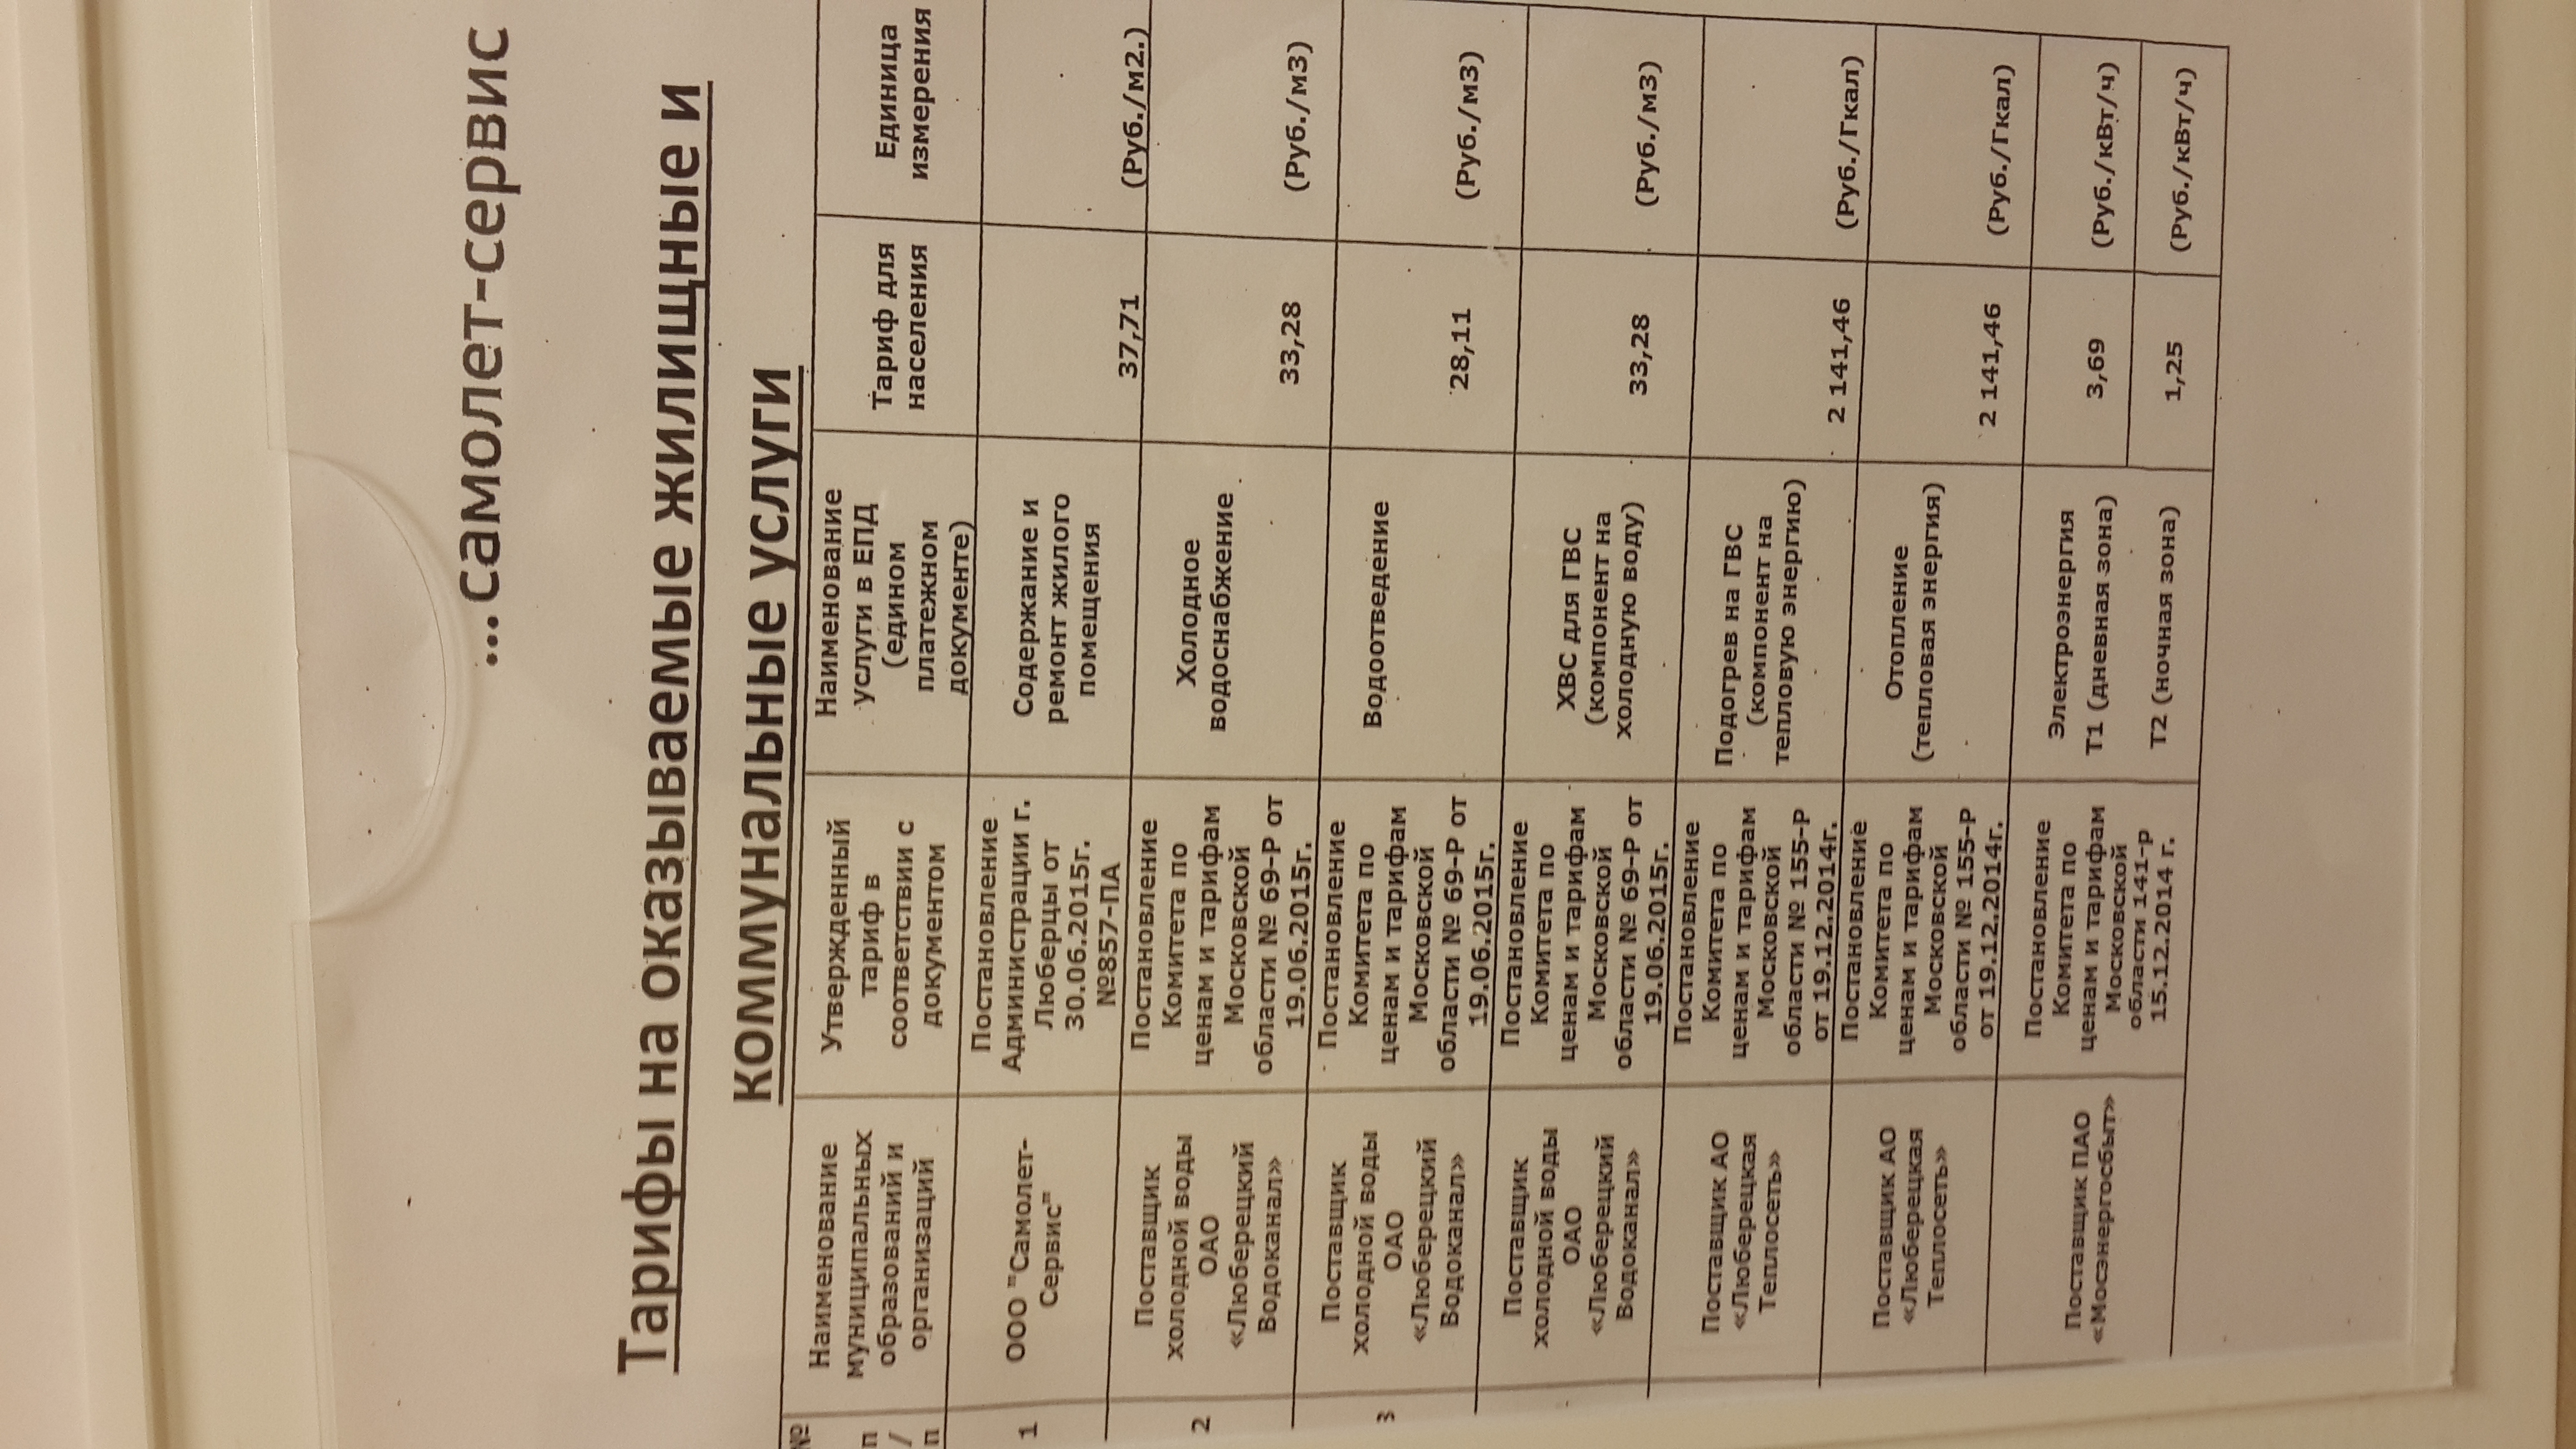 ...самолет-сервис
Тарифы на оказываемые жилищные и
коммунальные услуги
№
п
/
п
Наименование
муниципальных
образований и
организаций
Утвержденный
тариф в
соответствии с
документом
Наименование
услуги в ЕПД
(едином
платежном
документе)
Тариф для
населения
Единица
измерения
1
ООО "Самолет-
Сервис"
Постановление
Администрации г.
Люберцы от
30.06.2015г.
№857-ПА
Содержание и
ремонт жилого
помещения
37,71
(Руб./м2.)
2
Поставщик
холодной воды
ОАО
«Люберецкий
Водоканал»
Постановление
Комитета по
ценам и тарифам
Московской
области № 69-Р от
19.06.2015г.
Холодное
водоснабжение
33,28
(Руб./м3)
3
Поставщик
холодной воды
ОАО
«Люберецкий
Водоканал»
Постановление
Комитета по
ценам и тарифам
Московской
области № 69-Р от
19.06.2015г.
Водоотведение
28,11
(Руб./м3)
Поставщик
холодной воды
ОАО
«Люберецкий
Водоканал»
Постановление
Комитета по
ценам и тарифам
Московской
области № 69-Р от
19.06.2015г.
ХВС для ГВС
(компонент на
холодную воду)
33,28
(Руб./м3)
Поставщик АО
«Люберецкая
Теплосеть»
Постановление
Комитета по
ценам и тарифам
Московской
области № 155-Р
от 19.12.2014г.
Подогрев на ГВС
(компонент на
тепловую энергию)
2 141,46
(Руб./Гкал)
Поставщик АО
«Люберецкая
Теплосеть»
Постановление
Комитета по
ценам и тарифам
Московской
области № 155-Р
от 19.12.2014г.
Отопление
(тепловая энергия)
2 141,46
(Руб./Гкал)
Поставщик ПАО
«Мосэнергосбыт»
Постановление
Комитета по
ценам и тарифам
Московской
области 141-р
15.12.2014 г.
Электроэнергия
Т1 (дневная зона)
3,69
(Руб./кВт/ч)
Т2 (ночная зона)
1,25
(Руб./кВт/ч)